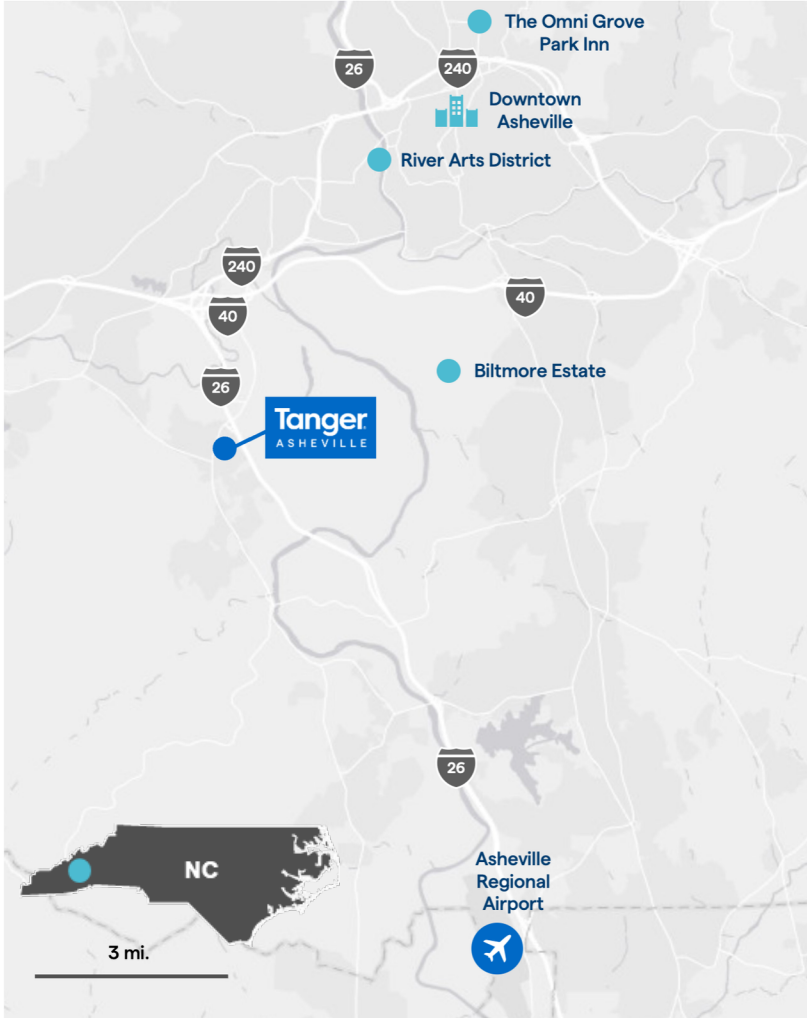 The Omni Grove
Park Inn
26
240
Downtown
Asheville
River Arts District
240
40
40
26
Biltmore Estate
Tanger
ASHEVILLE
26
NC
Asheville
Regional
Airport
3 mi.